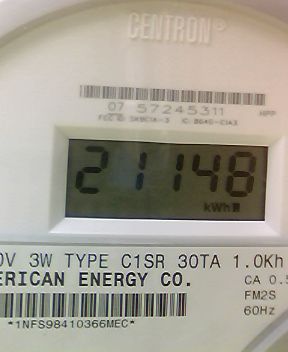 CENTRON®
07 57245311
HPP
21148
kWh
0V 3W TYPE C1SR 30TA 1.0Kh
ERICAN ENERGY CO.
CA 0.5
FM2S
60Hz
*1NFS98410366MEC*